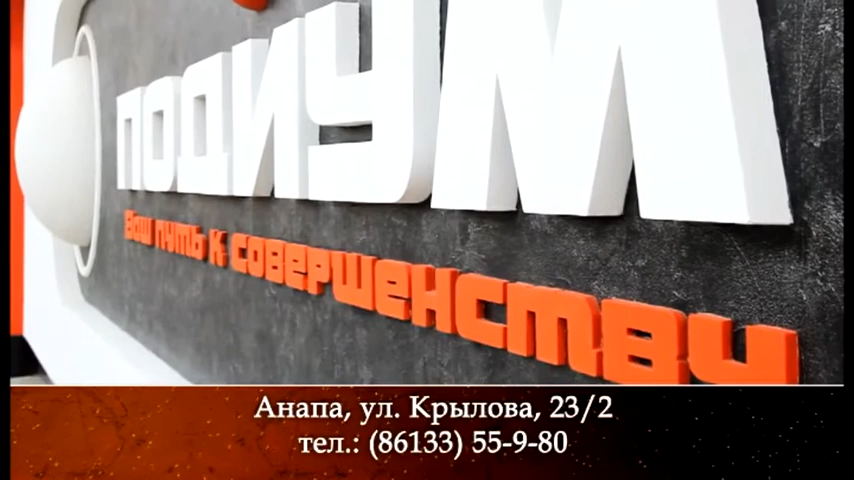 ПОДИУМ
Ваш путь к совершенству
Анапа, ул. Крылова, 23/2
тел.: (86133) 55-9-80